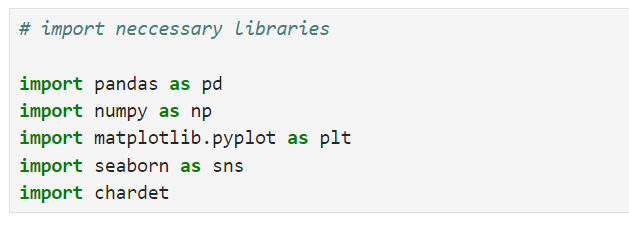 # import neccessary libraries
import pandas as pd
import numpy as np
import matplotlib.pyplot as plt
import seaborn as sns
import chardet